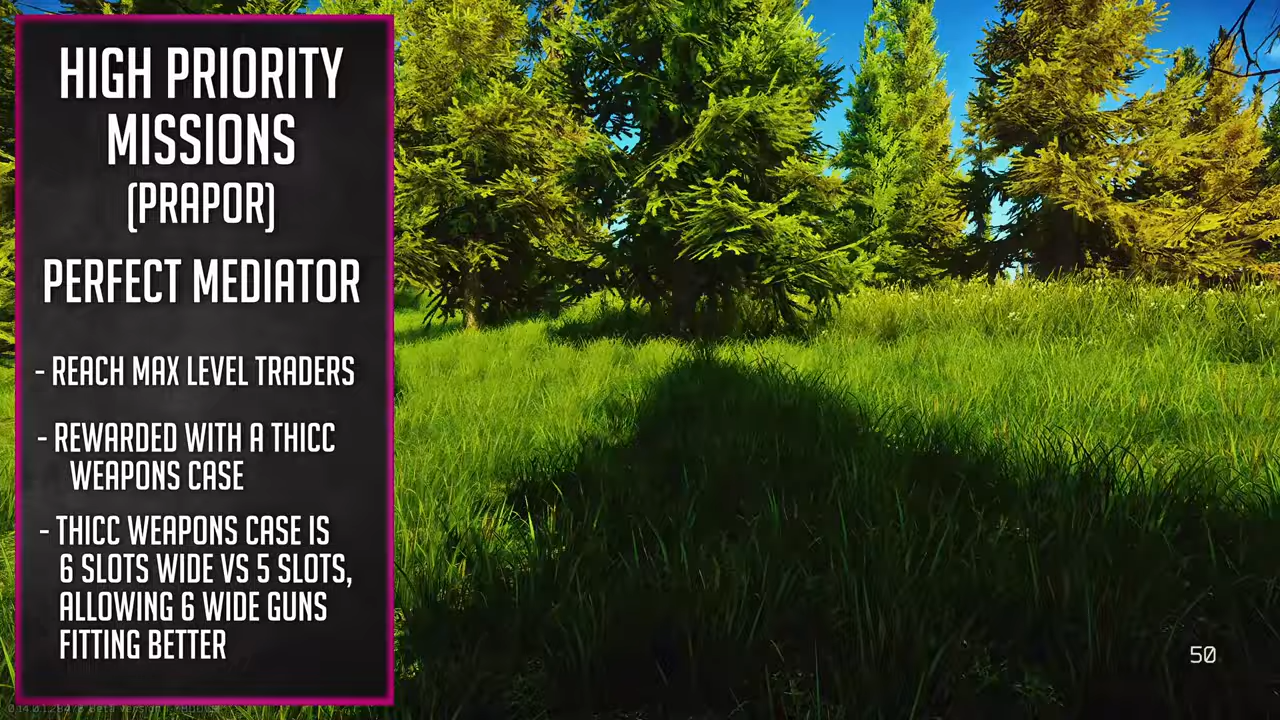 HIGH PRIORITY
MISSIONS
(PRAPOR)
PERFECT MEDIATOR
- REACH MAX LEVEL TRADERS
- REWARDED WITH A THICC
WEAPONS CASE
- THICC WEAPONS CASE IS
6 SLOTS WIDE VS 5 SLOTS,
ALLOWING 6 WIDE GUNS
FITTING BETTER
50